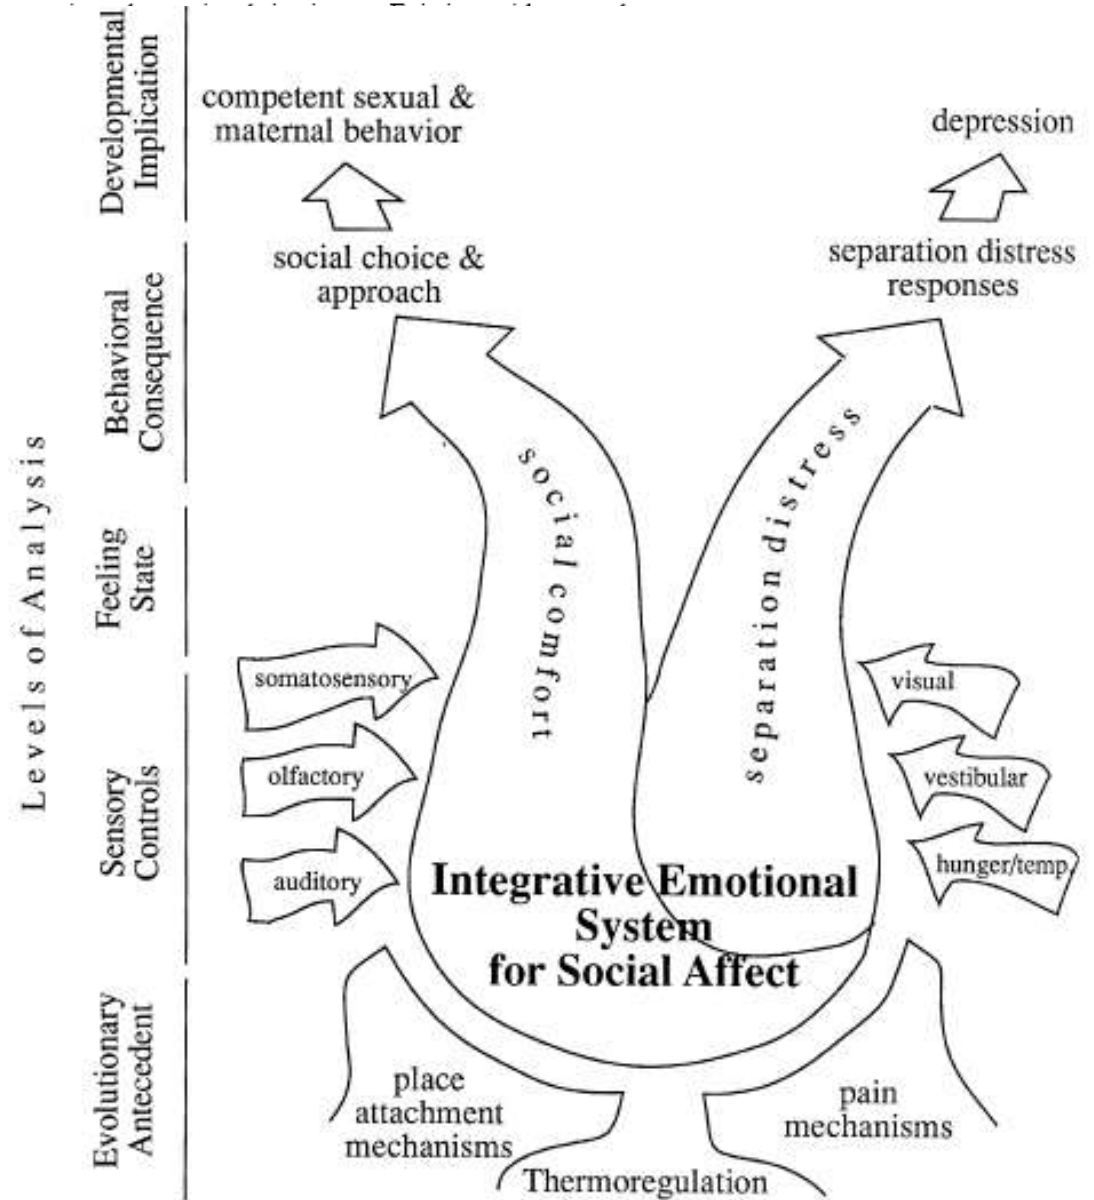 Levels of Analysis
Developmental
Implication
competent sexual &
maternal behavior
depression
Behavioral
Consequence
social choice &
approach
separation distress
responses
Feeling
State
social comfort
separation distress
Sensory
Controls
somatosensory
olfactory
auditory
visual
vestibular
hunger/temp.
Integrative Emotional
System
for Social Affect
Evolutionary
Antecedent
place
attachment
mechanisms
Thermoregulation
pain
mechanisms